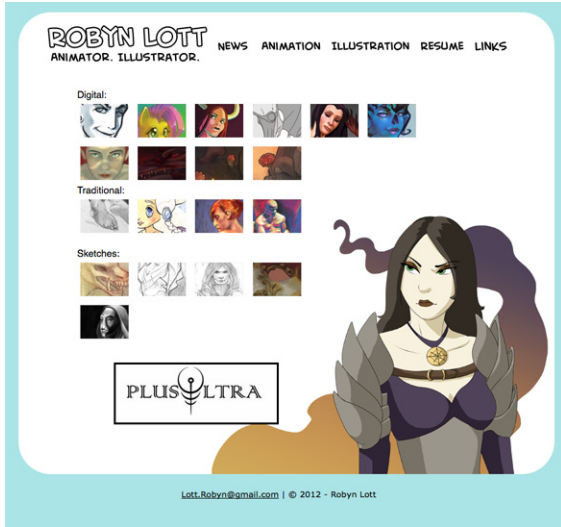 ROBYN LOTT
ANIMATOR. ILLUSTRATOR.
NEWS ANIMATION ILLUSTRATION RESUME LINKS
Digital:
Traditional:
Sketches:
PLUS ULTRA
Lott.Robyn@gmail.com | © 2012 - Robyn Lott